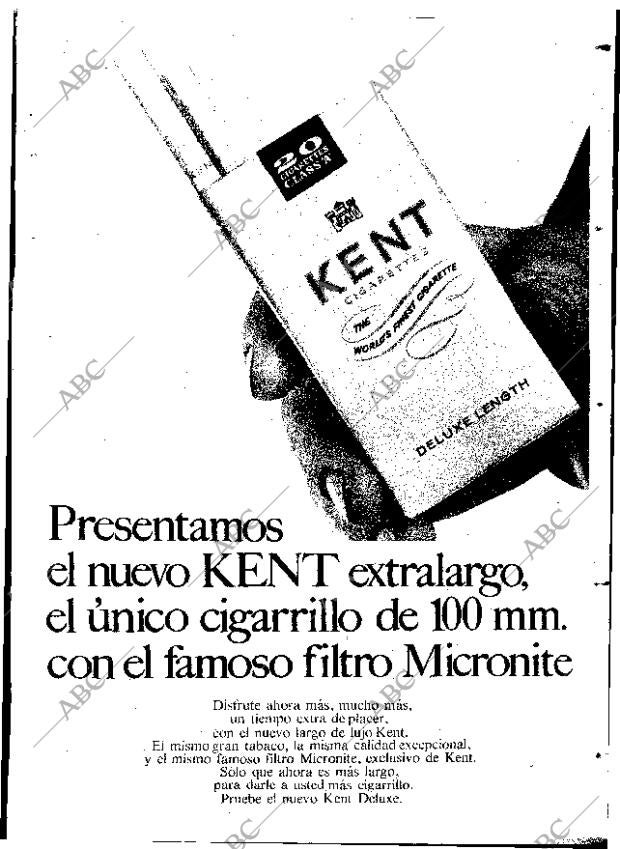 20
CIGARETTES
CLASS A
KENT
CIGARETTES
THE
WORLD'S FINEST CIGARETTE
DELUXE LENGTH
Presentamos
el nuevo KENT extralargo,
el único cigarrillo de 100 mm.
con el famoso filtro Micronite
Disfrute ahora más, mucho más,
un tiempo extra de placer,
con el nuevo largo de lujo Kent.
El mismo gran tabaco, la misma calidad excepcional,
y el mismo famoso filtro Micronite, exclusivo de Kent.
Sólo que ahora es más largo,
para darle a usted más cigarrillo.
Pruebe el nuevo Kent Deluxe.
ABC
ABC
ABC
ABC
ABC
ABC
ABC
ABC
ABC
ABC
ABC